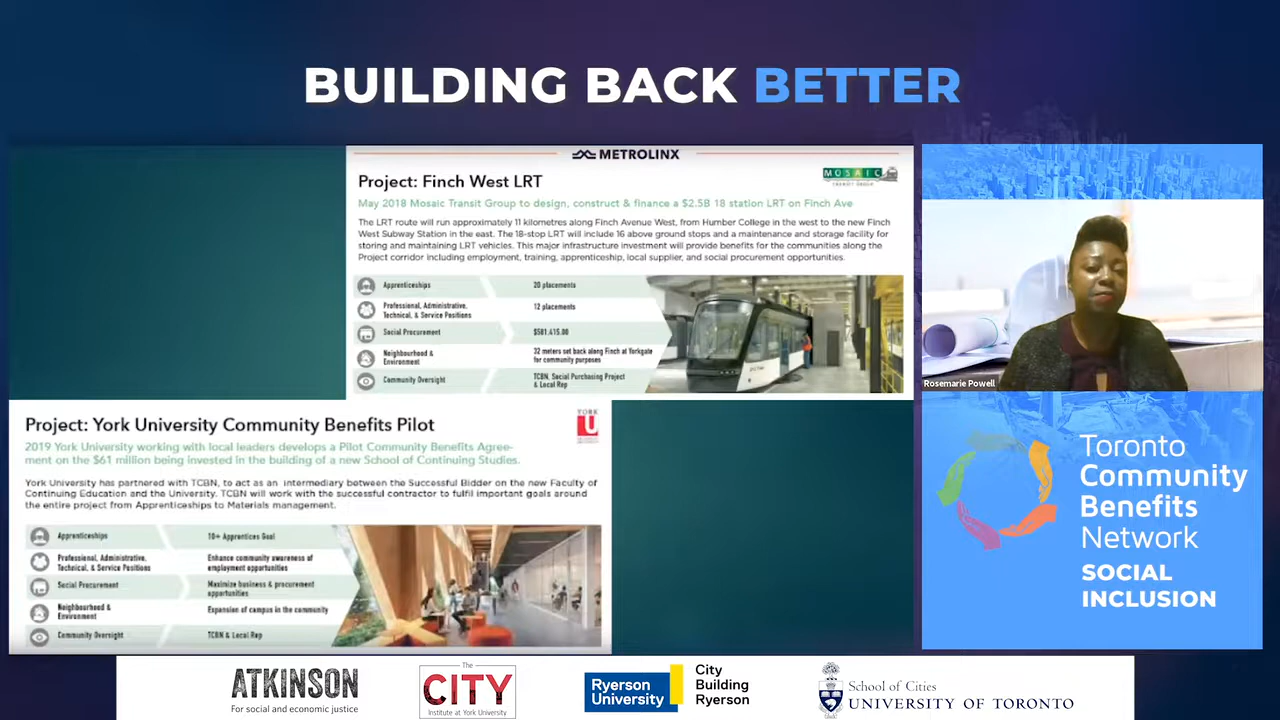 BUILDING BACK BETTER
METROLINX
Project: Finch West LRT
MOSAIC
TRANSIT GROUP
May 2018 Mosaic Transit Group to design, construct & finance a $2.5B 18 station LRT on Finch Ave
The LRT route will run approximately 11 kilometres along Finch Avenue West, from Humber College in the west to the new Finch
West Subway Station in the east. The 18-stop LRT will include 16 above ground stops and a maintenance and storage facility for
storing and maintaining LRT vehicles. This major infrastructure investment will provide benefits for the communities along the
Project corridor including employment, training, apprenticeship, local supplier, and social procurement opportunities.
Apprenticeships 20 placements
Professional, Administrative,
Technical, & Service Positions 12 placements
Social Procurement $581,415.00
Neighbourhood &
Environment
32 meters set back along Finch at Yorkgate
for community purposes
Community Oversight
TCBN, Social Purchasing Project
& Local Rep
Project: York University Community Benefits Pilot
YORK
U
2019 York University working with local leaders develops a Pilot Community Benefits Agree-
ment on the $61 million being invested in the building of a new School of Continuing Studies.
York University has partnered with TCBN, to act as an intermediary between the Successful Bidder on the new Faculty of
Continuing Education and the University. TCBN will work with the successful contractor to fulfil important goals around
the entire project from Apprenticeships to Materials management.
Apprenticeships 10+ Apprentices Goal
Professional, Administrative,
Technical, & Service Positions
Enhance community awareness of
employment opportunities
Social Procurement
Maximize business & procurement
opportunities
Neighbourhood &
Environment
Expansion of campus in the community
Community Oversight TCBN & Local Rep
Rosemarie Powell
Toronto
Community
Benefits
Network
SOCIAL
INCLUSION
ATKINSON
For social and economic justice
The
CITY
Institute at York University
Ryerson
University
City
Building
Ryerson
School of Cities
UNIVERSITY OF TORONTO